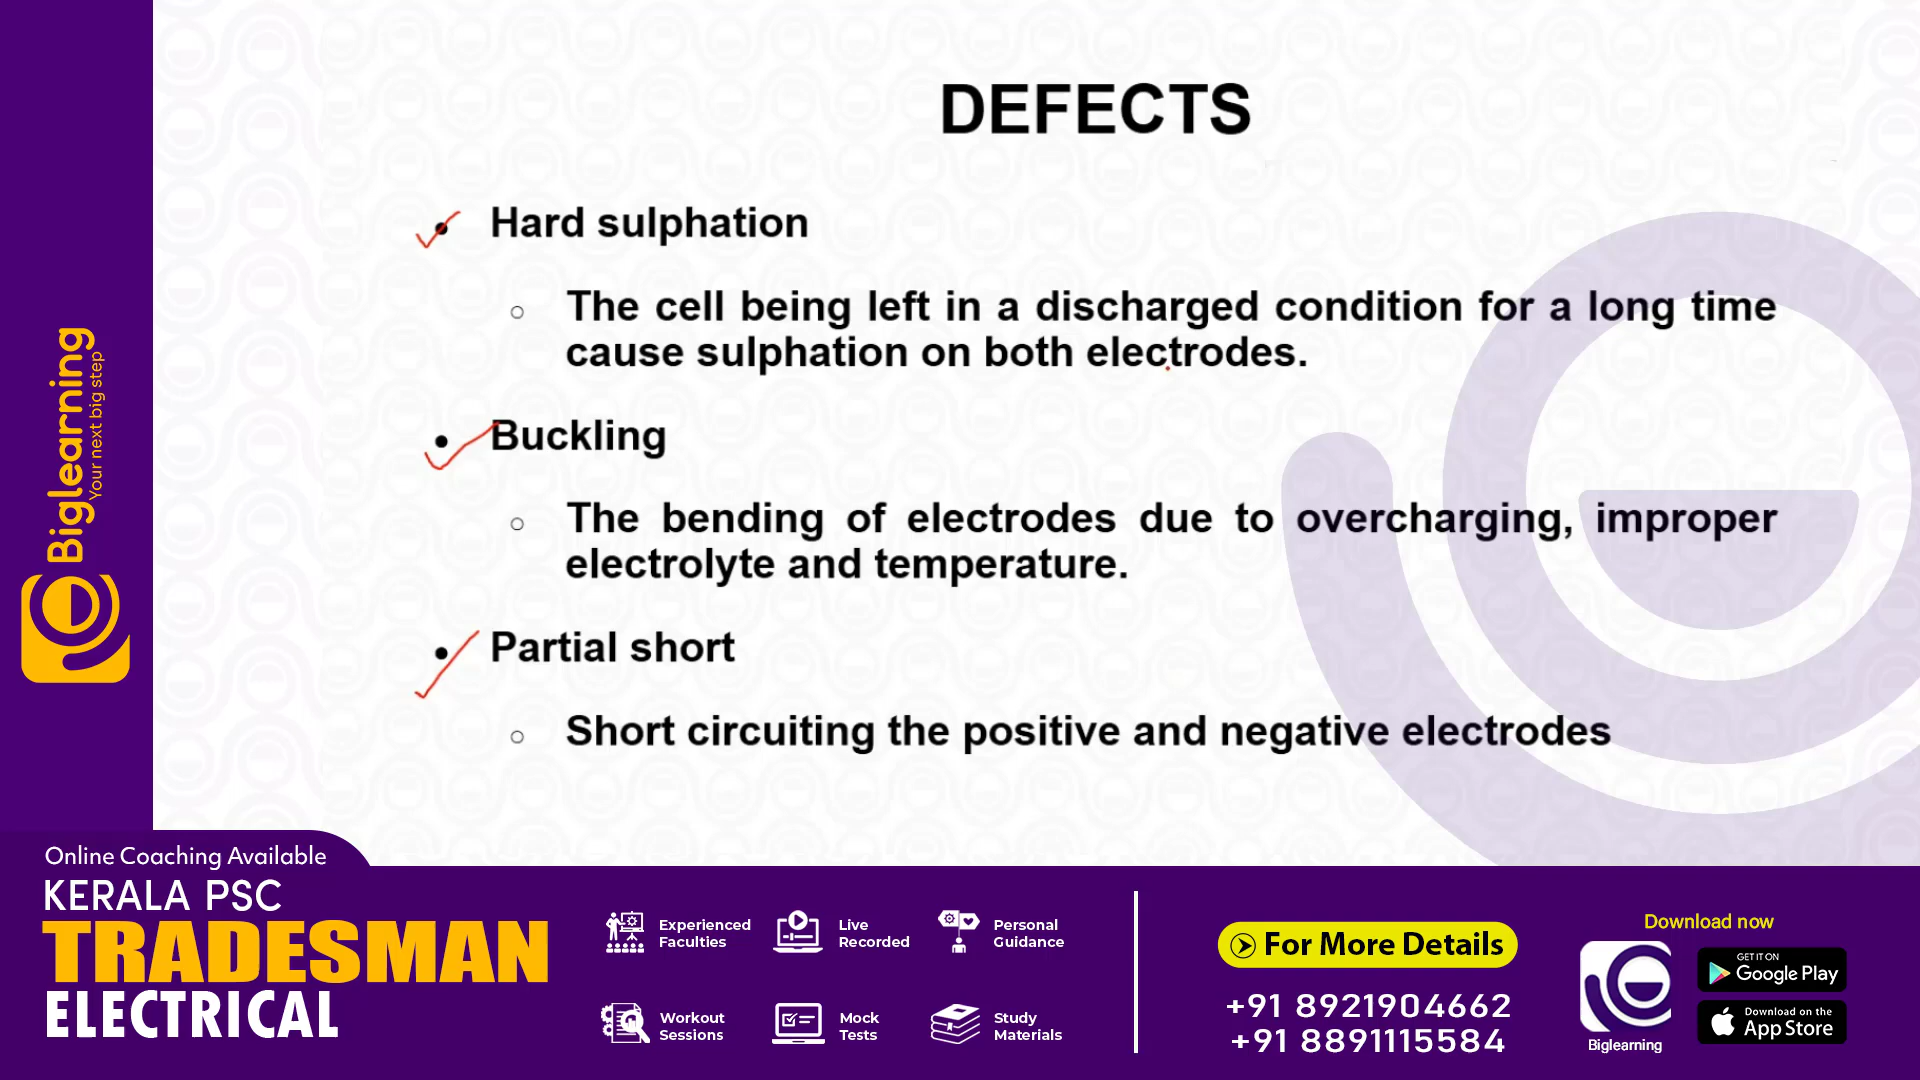 DEFECTS
• Hard sulphation
○ The cell being left in a discharged condition for a long time
cause sulphation on both electrodes.
• Buckling
○ The bending of electrodes due to overcharging, improper
electrolyte and temperature.
• Partial short
○ Short circuiting the positive and negative electrodes
Biglearning
Your next big step
Online Coaching Available
KERALA PSC
TRADESMAN
ELECTRICAL
Experienced
Faculties
Live
Recorded
Personal
Guidance
Workout
Sessions
Mock
Tests
Study
Materials
For More Details
+91 8921904662
+91 8891115584
Download now
Biglearning
GET IT ON
Google Play
Download on the
App Store